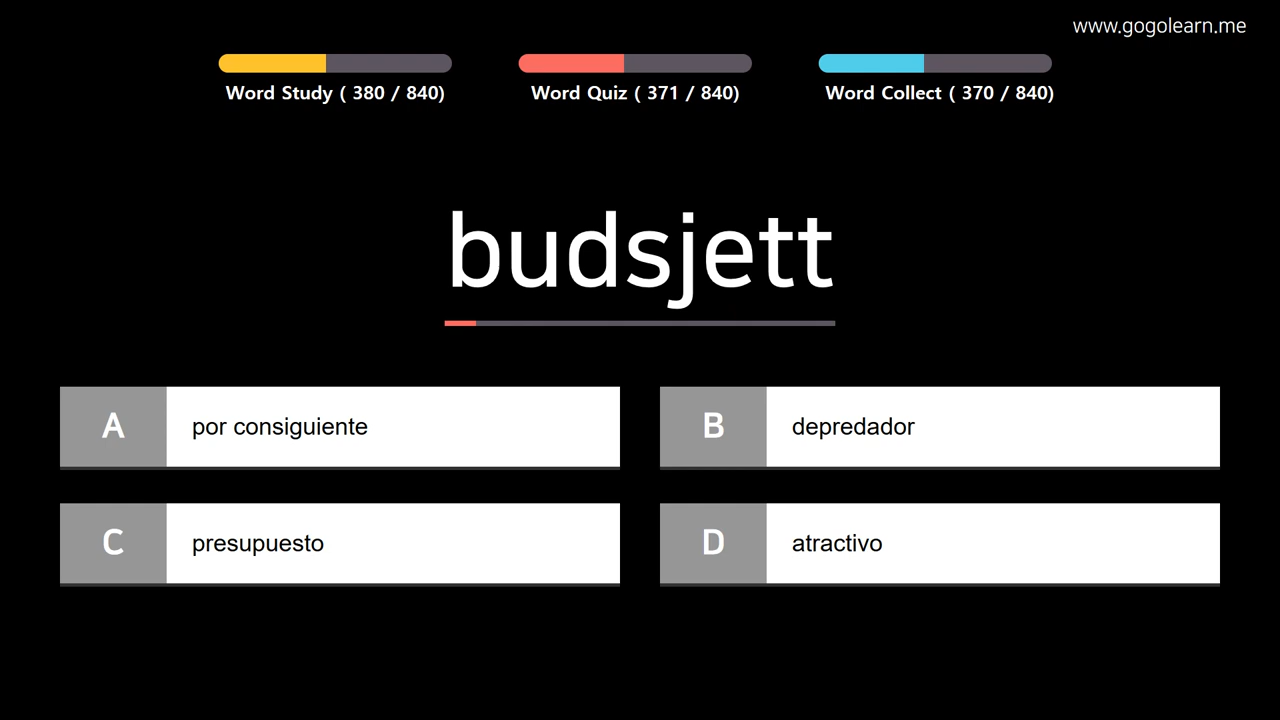 www.gogolearn.me
Word Study ( 380 / 840)
Word Quiz ( 371 / 840)
Word Collect ( 370 / 840)
budsjett
A por consiguiente
B depredador
C presupuesto
D atractivo